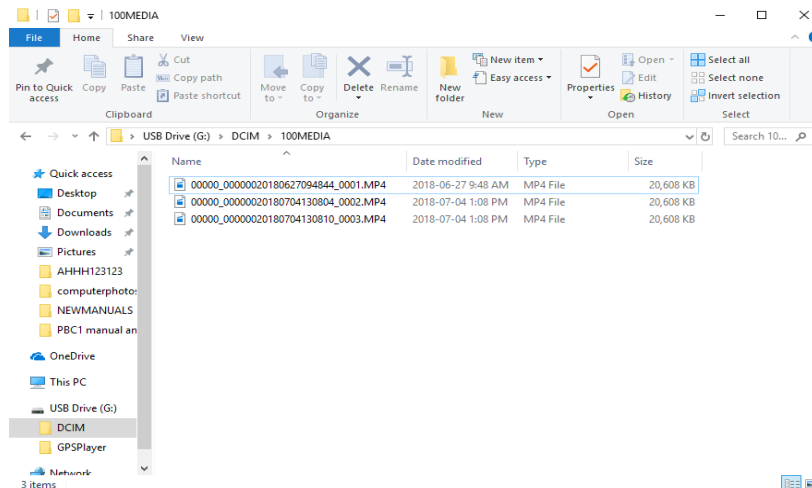 100MEDIA
File Home Share View
Pin to Quick access
Copy
Paste
Cut
Copy path
Paste shortcut
Move to
Copy to
Delete
Rename
New folder
New item
Easy access
Properties
Open
Edit
History
Select all
Select none
Invert selection
Clipboard Organize New Open Select
USB Drive (G:) > DCIM > 100MEDIA
Search 10...
Name Date modified Type Size
00000_00000020180627094844_0001.MP4 2018-06-27 9:48 AM MP4 File 20,608 KB
00000_00000020180704130804_0002.MP4 2018-07-04 1:08 PM MP4 File 20,608 KB
00000_00000020180704130810_0003.MP4 2018-07-04 1:08 PM MP4 File 20,608 KB
Quick access
Desktop
Documents
Downloads
Pictures
AHHH123123
computerphoto
NEWMANUALS
PBC1 manual an
OneDrive
This PC
USB Drive (G:)
DCIM
GPSPlayer
Network
3 items